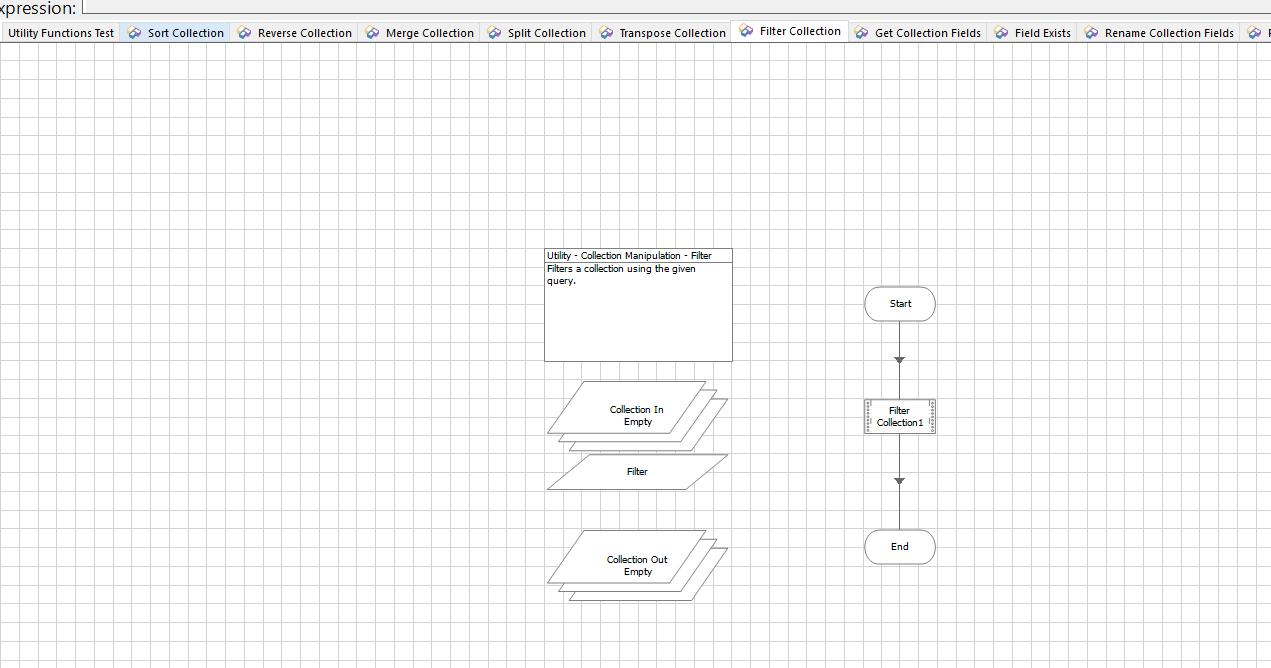 xpression:
Utility Functions Test
Sort Collection
Reverse Collection
Merge Collection
Split Collection
Transpose Collection
Filter Collection
Get Collection Fields
Field Exists
Rename Collection Fields
Utility - Collection Manipulation - Filter
Filters a collection using the given
query.
Start
Collection In
Empty
Filter
Collection1
Filter
Collection Out
Empty
End